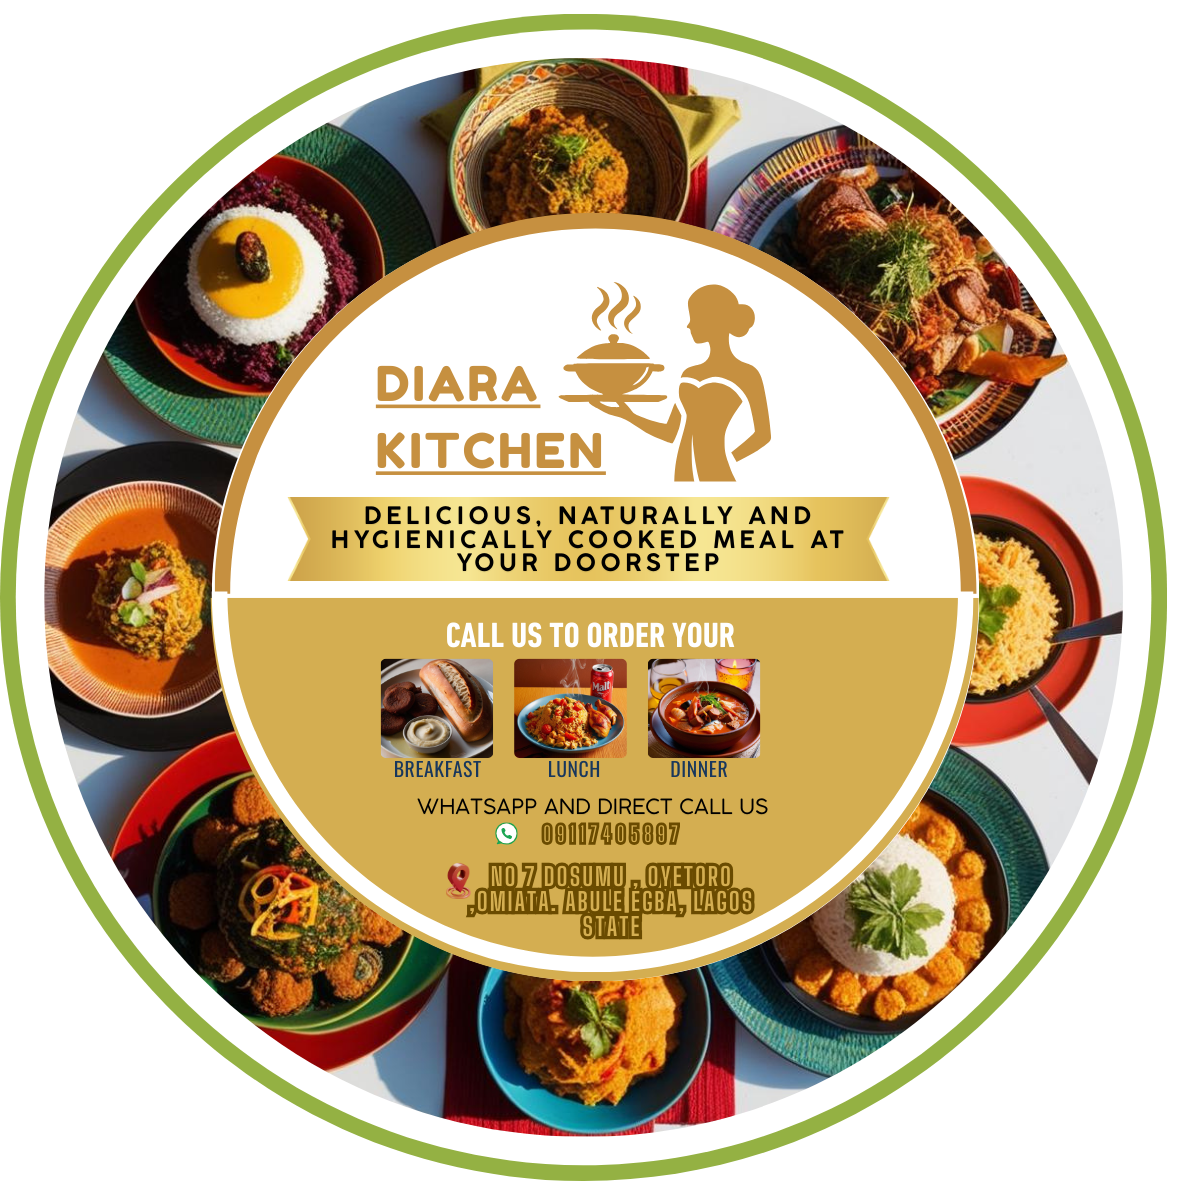 DIARA
KITCHEN
DELICIOUS, NATURALLY AND
HYGIENICALLY COOKED MEAL AT
YOUR DOORSTEP
CALL US TO ORDER YOUR
Malt
BREAKFAST LUNCH DINNER
WHATSAPP AND DIRECT CALL US
09117405897
NO 7 DOSUMU , OYETORO
,OMIATA. ABULE EGBA, LAGOS
STATE